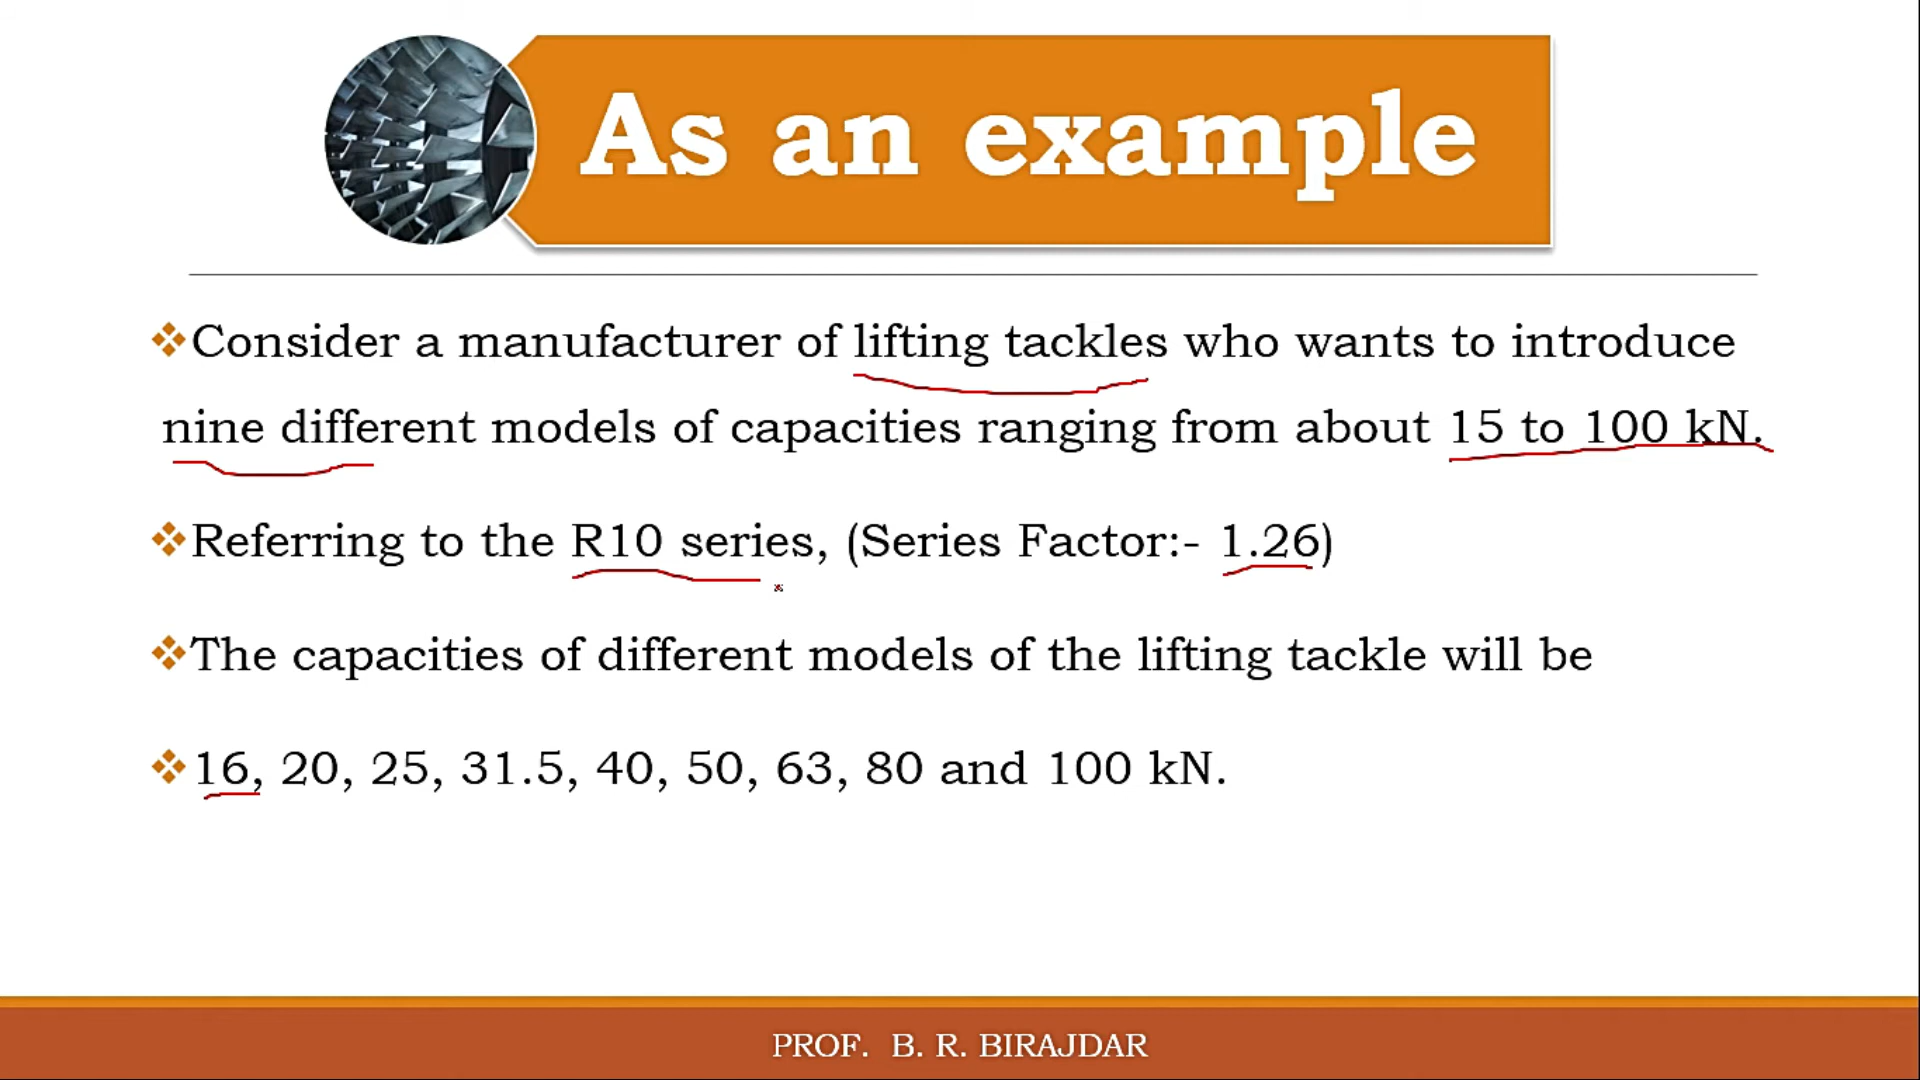 As an example
Consider a manufacturer of lifting tackles who wants to introduce
nine different models of capacities ranging from about 15 to 100 kN.
Referring to the R10 series, (Series Factor:- 1.26)
The capacities of different models of the lifting tackle will be
16, 20, 25, 31.5, 40, 50, 63, 80 and 100 kN.
PROF. B. R. BIRAJDAR